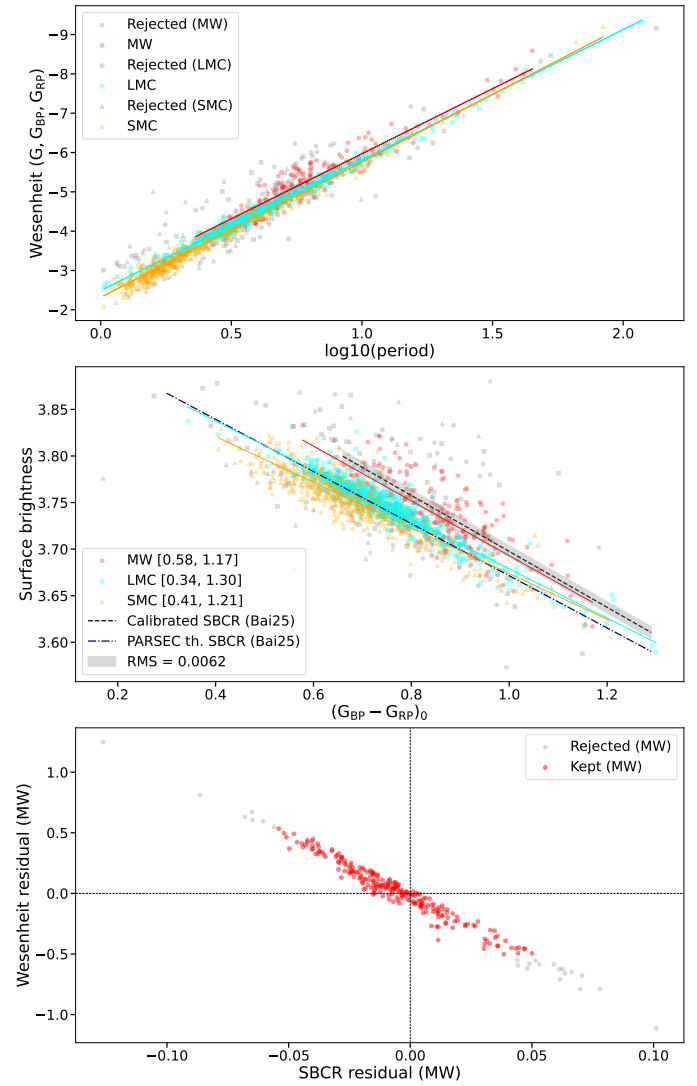 −9
−8
−7
−6
−5
−4
−3
−2
Wesenheit (G, G_BP, G_RP)
Rejected (MW)
MW
Rejected (LMC)
LMC
Rejected (SMC)
SMC
0.0 0.5 1.0 1.5 2.0
log10(period)
3.85
3.80
3.75
3.70
3.65
3.60
Surface brightness
MW [0.58, 1.17]
LMC [0.34, 1.30]
SMC [0.41, 1.21]
Calibrated SBCR (Bai25)
PARSEC th. SBCR (Bai25)
RMS = 0.0062
0.2 0.4 0.6 0.8 1.0 1.2
(G_BP − G_RP)_0
1.0
0.5
0.0
−0.5
−1.0
Wesenheit residual (MW)
Rejected (MW)
Kept (MW)
−0.10 −0.05 0.00 0.05 0.10
SBCR residual (MW)